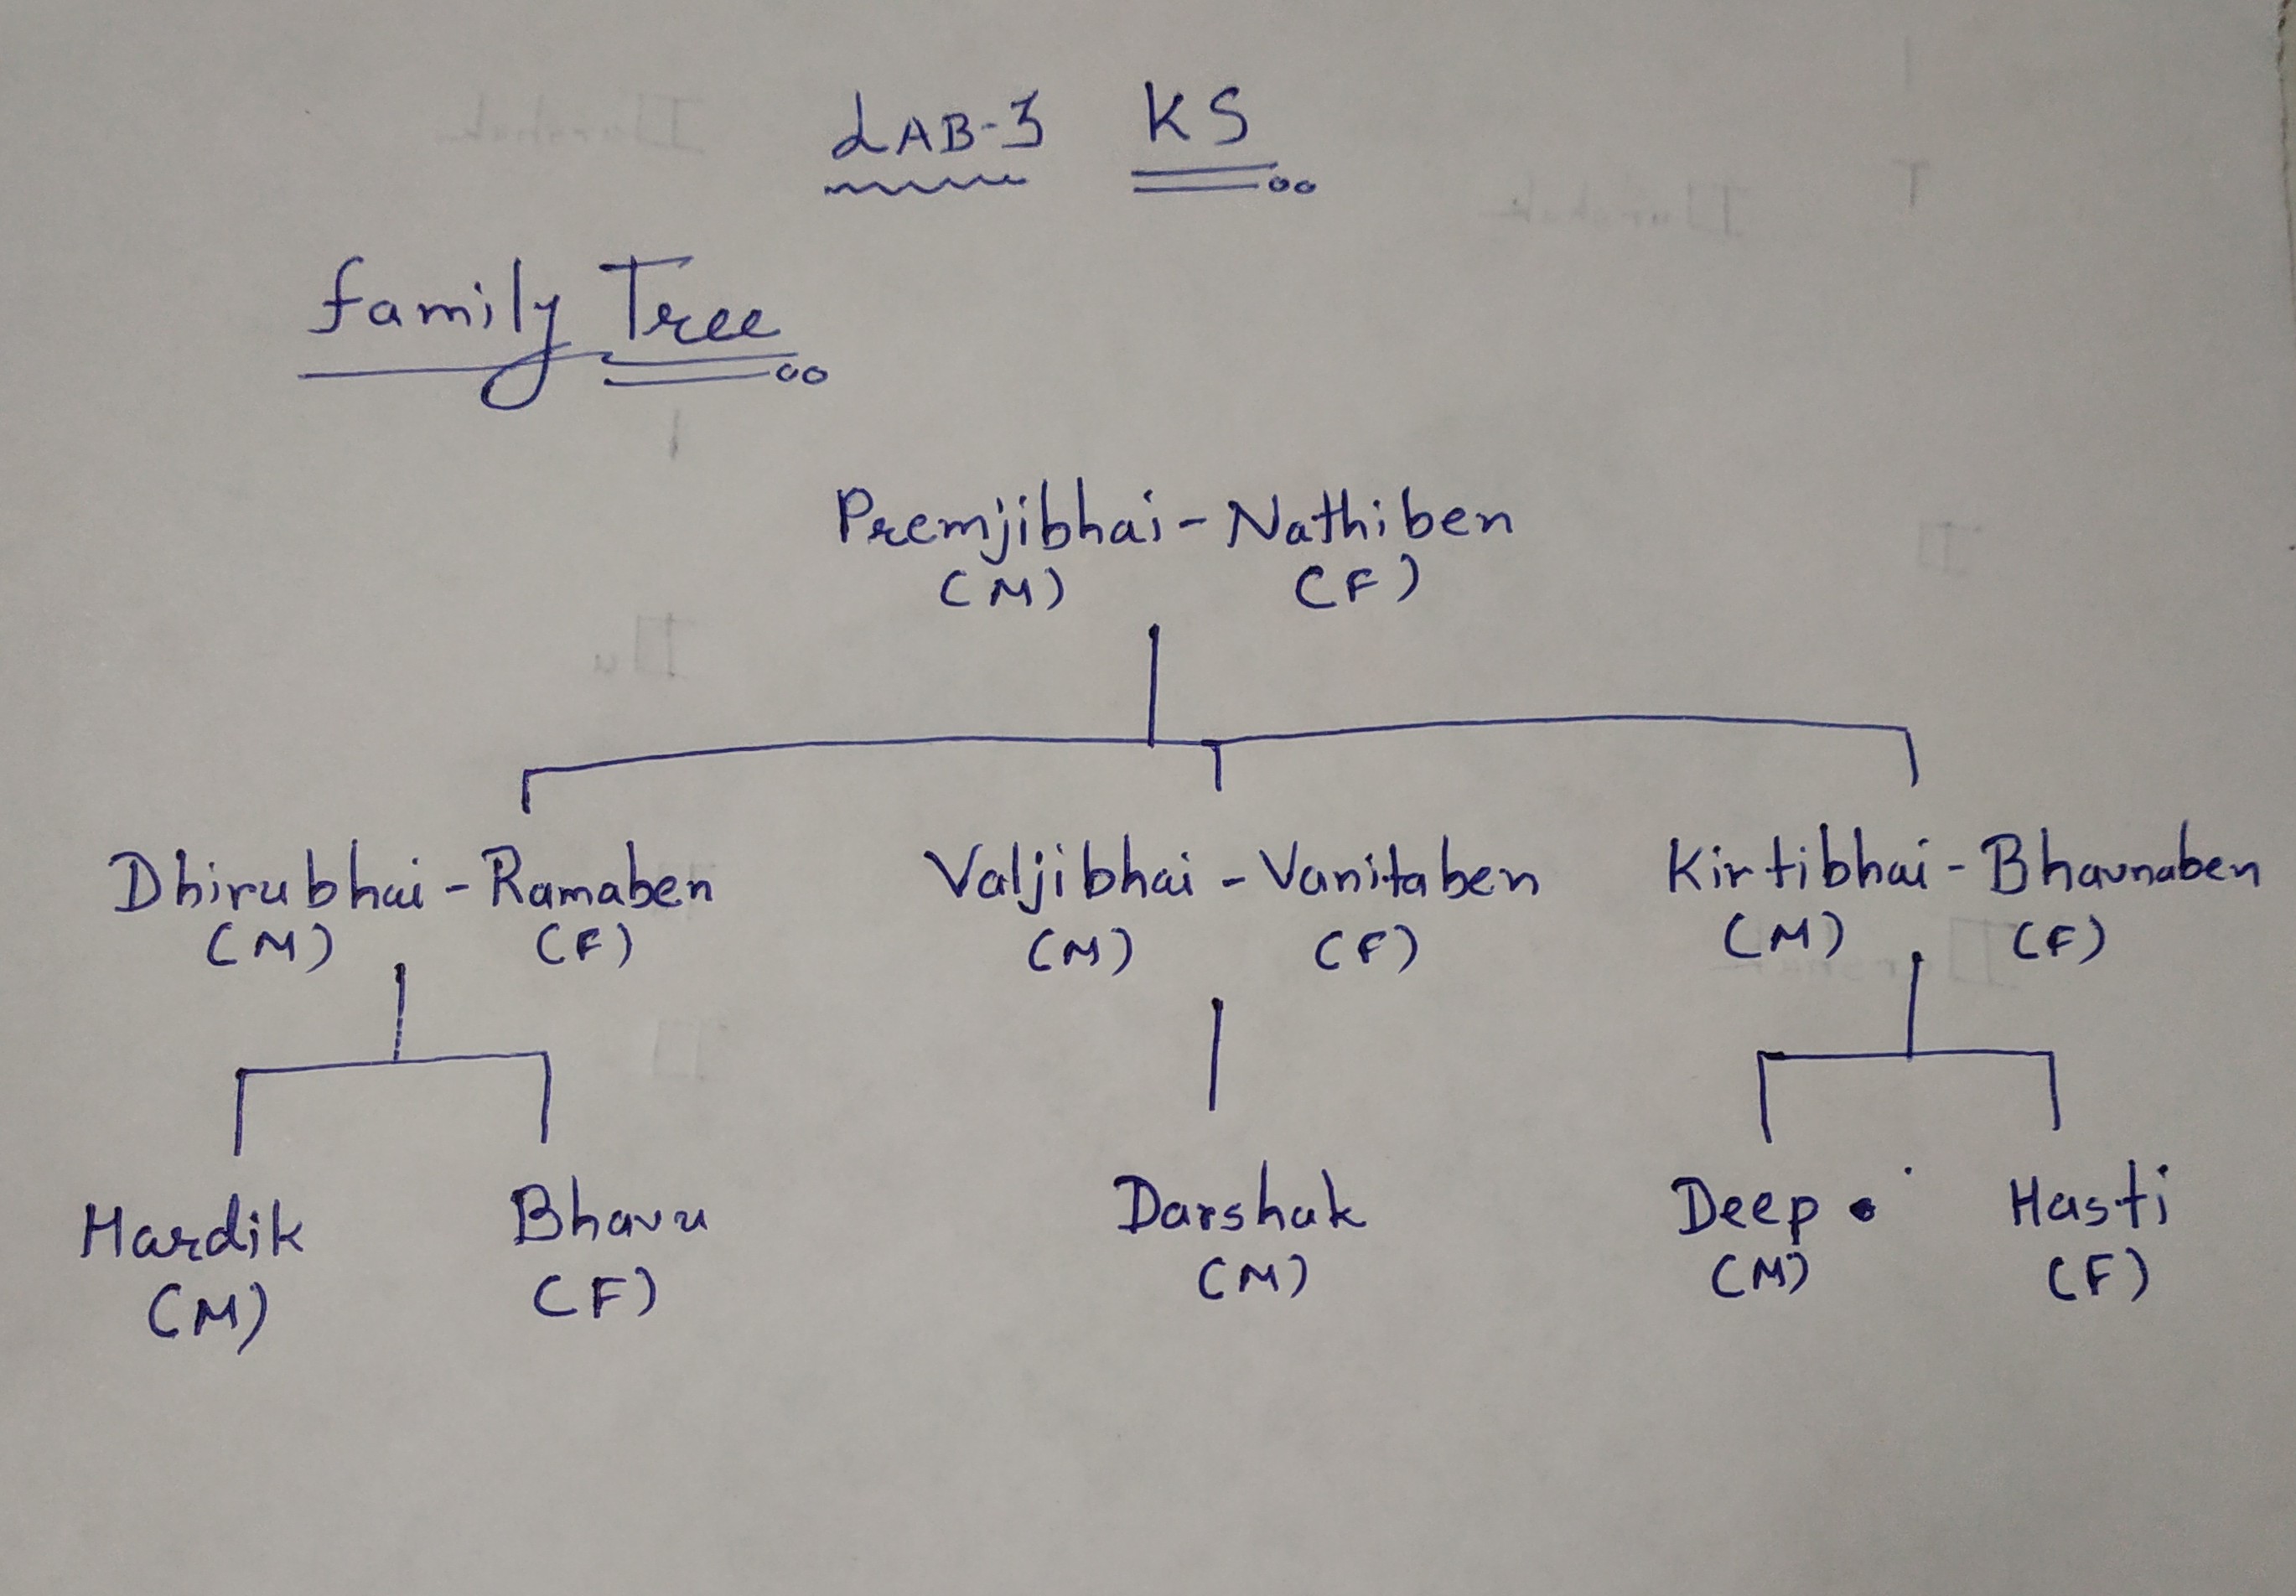 LAB-3 KS
Family Tree
Premjibhai - Nathiben
(M) (F)
Dhirubhai - Ramaben Valjibhai - Vanitaben Kirtibhai - Bhavnaben
(M) (F) (M) (F) (M) (F)
Hardik Bhavu Darshak Deep Hasti
(M) (F) (M) (M) (F)